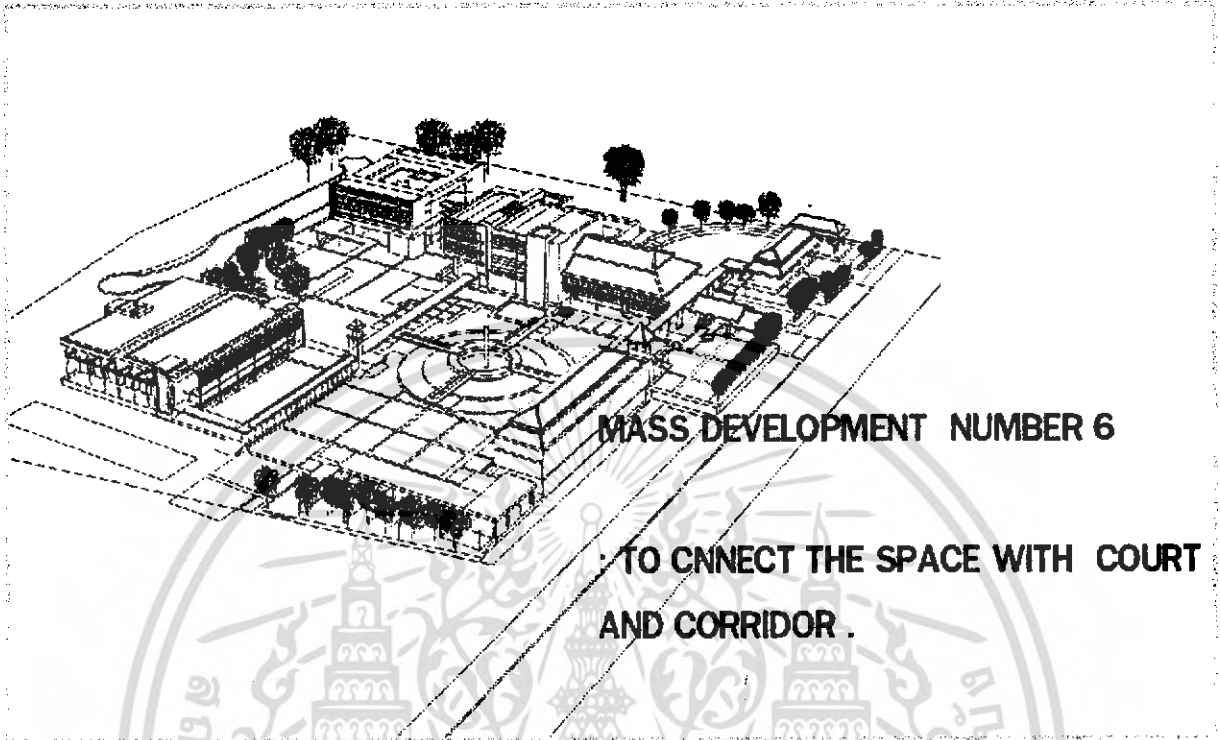 MASS DEVELOPMENT NUMBER 6
: TO CNNECT THE SPACE WITH COURT
AND CORRIDOR .